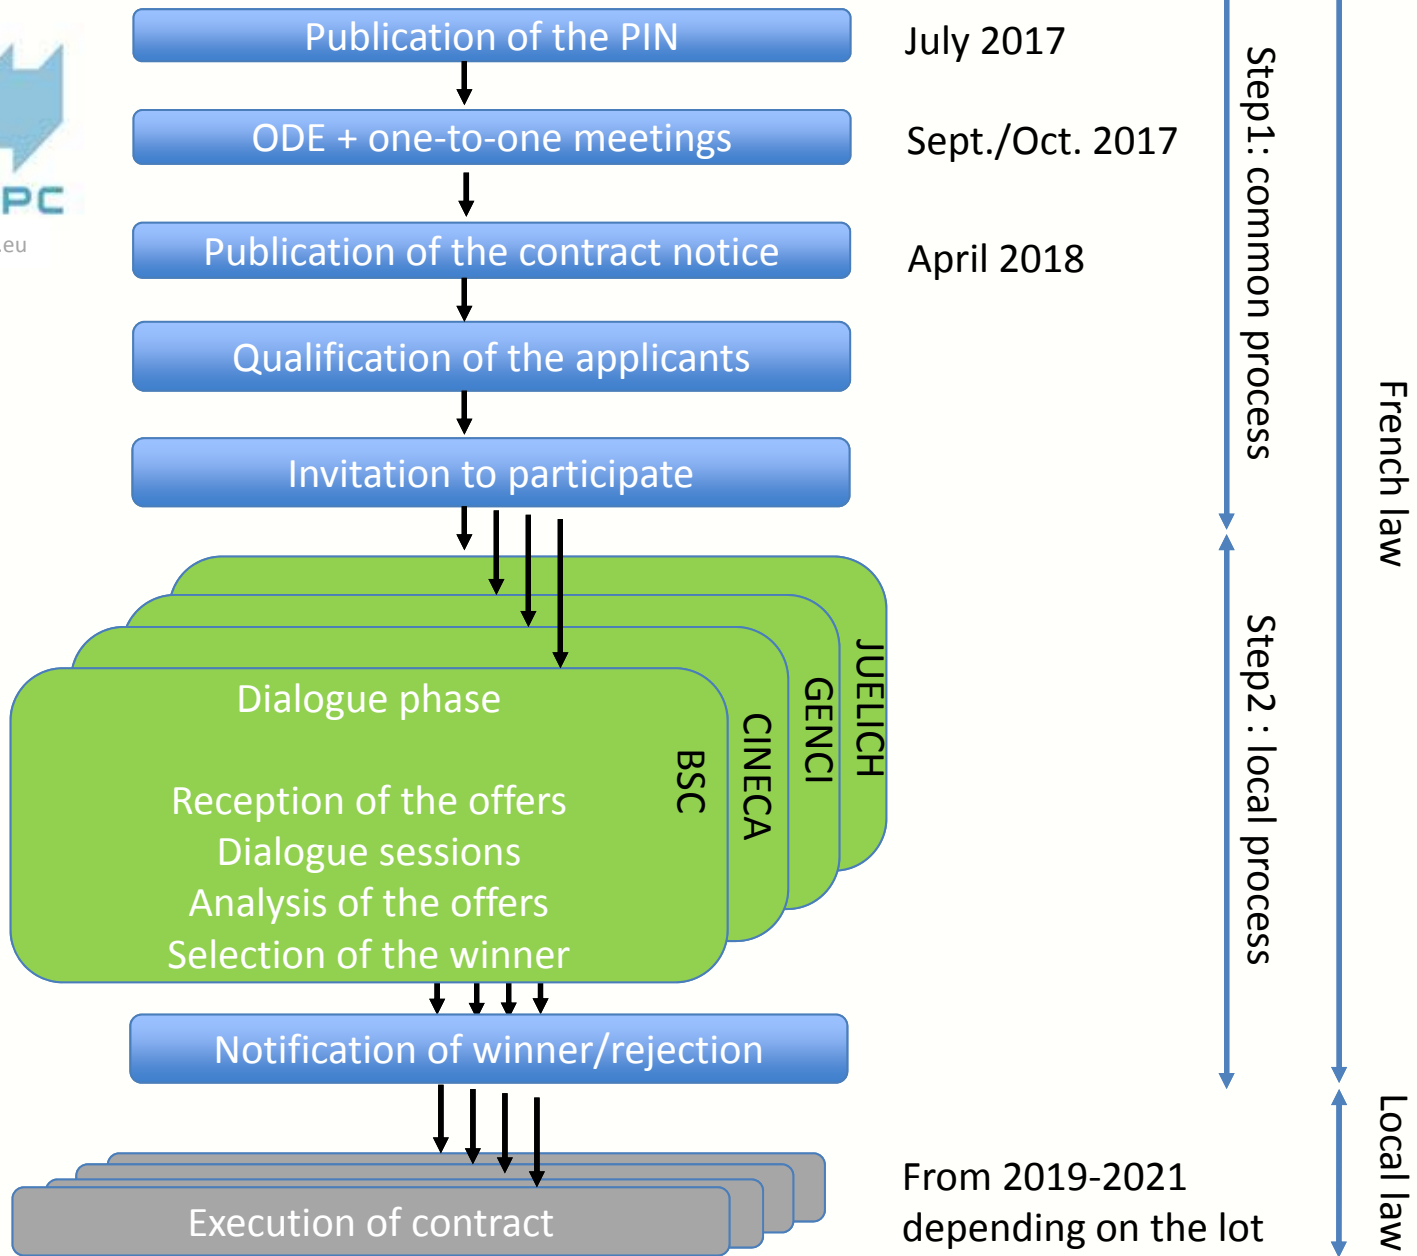 Publication of the PIN
July 2017
ODE + one-to-one meetings
Sept./Oct. 2017
PC
.eu
Publication of the contract notice
April 2018
Qualification of the applicants
Invitation to participate
Step1: common process
French law
Dialogue phase
Reception of the offers
Dialogue sessions
Analysis of the offers
Selection of the winner
BSC
CINECA
GENCI
JUELICH
Step2 : local process
Notification of winner/rejection
Execution of contract
From 2019-2021
depending on the lot
Local law